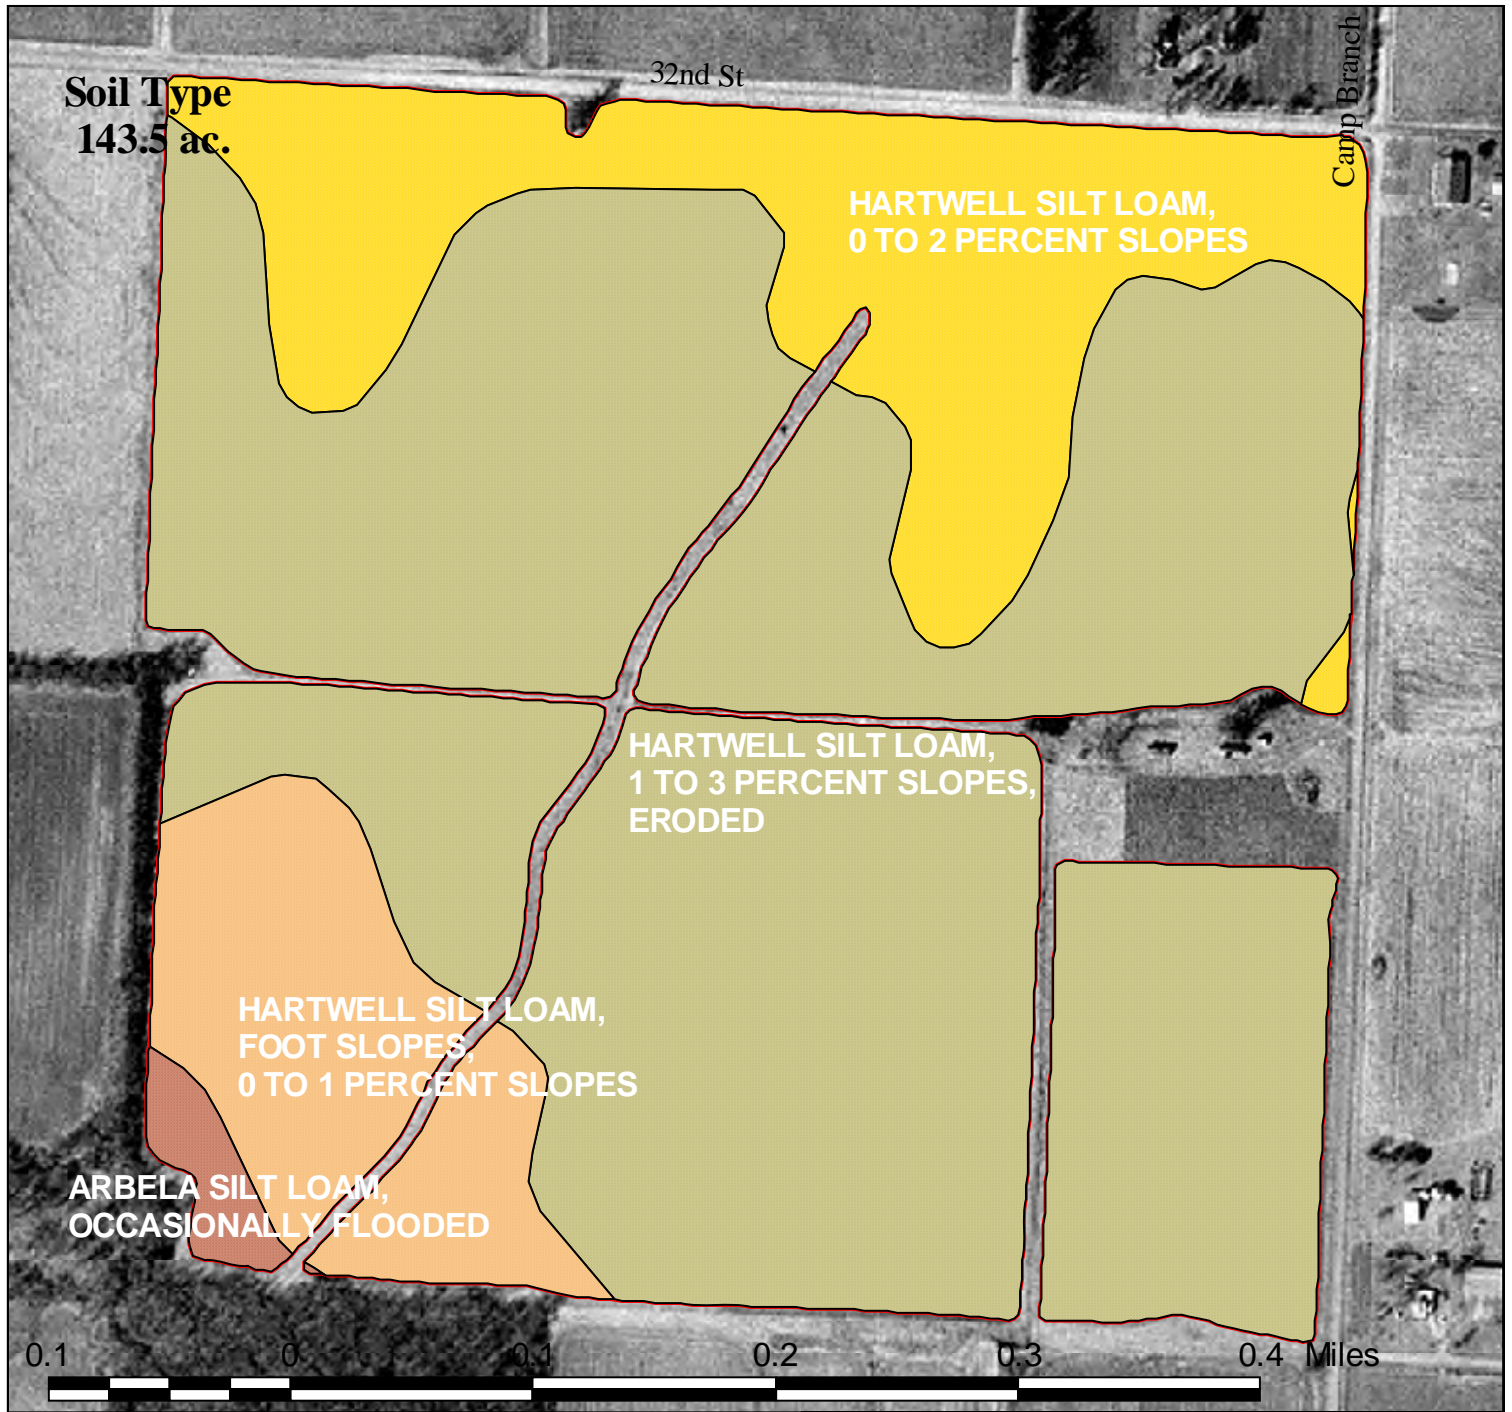 Soil Type
143.5 ac.
32nd St
Camp Branch
HARTWELL SILT LOAM,
0 TO 2 PERCENT SLOPES
HARTWELL SILT LOAM,
1 TO 3 PERCENT SLOPES,
ERODED
HARTWELL SILT LOAM,
FOOT SLOPES,
0 TO 1 PERCENT SLOPES
ARBELA SILT LOAM,
OCCASIONALLY FLOODED
0.1 0 0.1 0.2 0.3 0.4 Miles